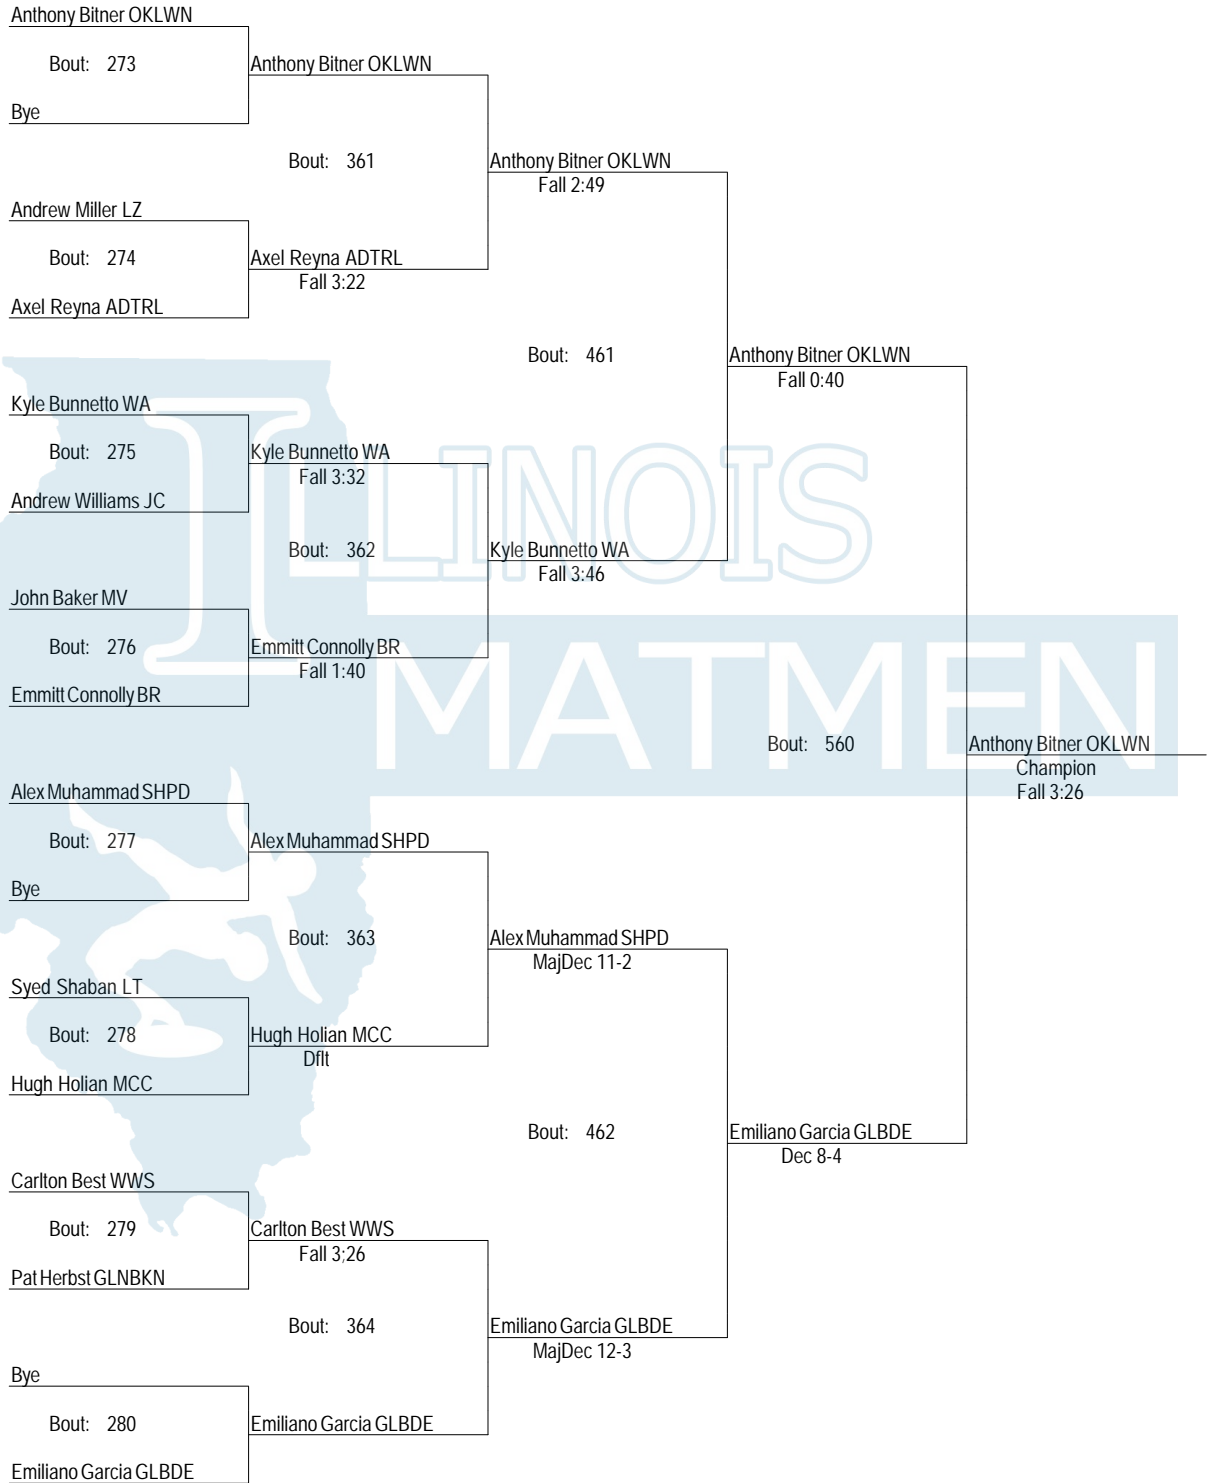 Anthony Bitner OKLWN
Bout: 273
Anthony Bitner OKLWN
Bye
Bout: 361
Anthony Bitner OKLWN
Fall 2:49
Andrew Miller LZ
Bout: 274
Axel Reyna ADTRL
Fall 3:22
Axel Reyna ADTRL
Bout: 461
Anthony Bitner OKLWN
Fall 0:40
Kyle Bunnetto WA
Bout: 275
Kyle Bunnetto WA
Fall 3:32
Andrew Williams JC
Bout: 362
Kyle Bunnetto WA
Fall 3:46
John Baker MV
Bout: 276
Emmitt Connolly BR
Fall 1:40
Emmitt Connolly BR
ILLINOIS
MATMEN
Bout: 560
Anthony Bitner OKLWN
Champion
Fall 3:26
Alex Muhammad SHPD
Bout: 277
Alex Muhammad SHPD
Bye
Bout: 363
Alex Muhammad SHPD
MajDec 11-2
Syed Shaban LT
Bout: 278
Hugh Holian MCC
Dflt
Hugh Holian MCC
Bout: 462
Emiliano Garcia GLBDE
Dec 8-4
Carlton Best WWS
Bout: 279
Carlton Best WWS
Fall 3;26
Pat Herbst GLNBKN
Bout: 364
Emiliano Garcia GLBDE
MajDec 12-3
Bye
Bout: 280
Emiliano Garcia GLBDE
Emiliano Garcia GLBDE